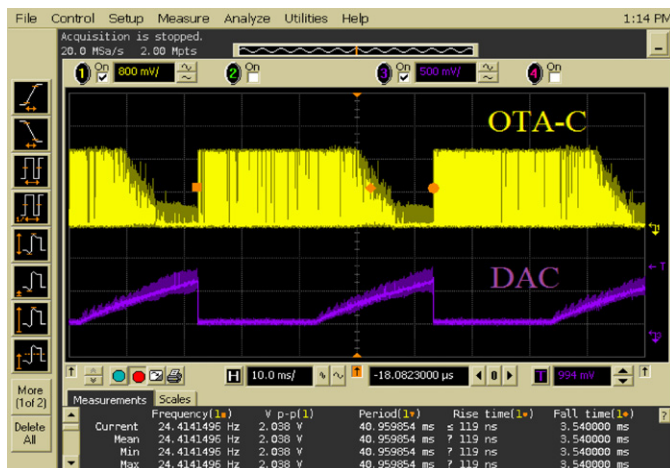 File Control Setup Measure Analyze Utilities Help 1:14 PM
Acquisition is stopped.
20.0 MSa/s 2.00 Mpts
1 On 800 mV/ 2 On 3 On 500 mV/ 4 On
OTA-C
T
DAC
H 10.0 ms/ -18.0823000 µs 0 T 994 mV
More
(1of 2)
Delete
All
Measurements Scales
Frequency(1) V p-p(1) Period(1) Rise time(1) Fall time(1)
Current 24.4141496 Hz 2.038 V 40.959854 ms ≤ 119 ns 3.540000 ms
Mean 24.4141496 Hz 2.038 V 40.959854 ms ? 119 ns 3.540000 ms
Min 24.4141496 Hz 2.038 V 40.959854 ms ? 119 ns 3.540000 ms
Max 24.4141496 Hz 2.038 V 40.959854 ms ? 119 ns 3.540000 ms